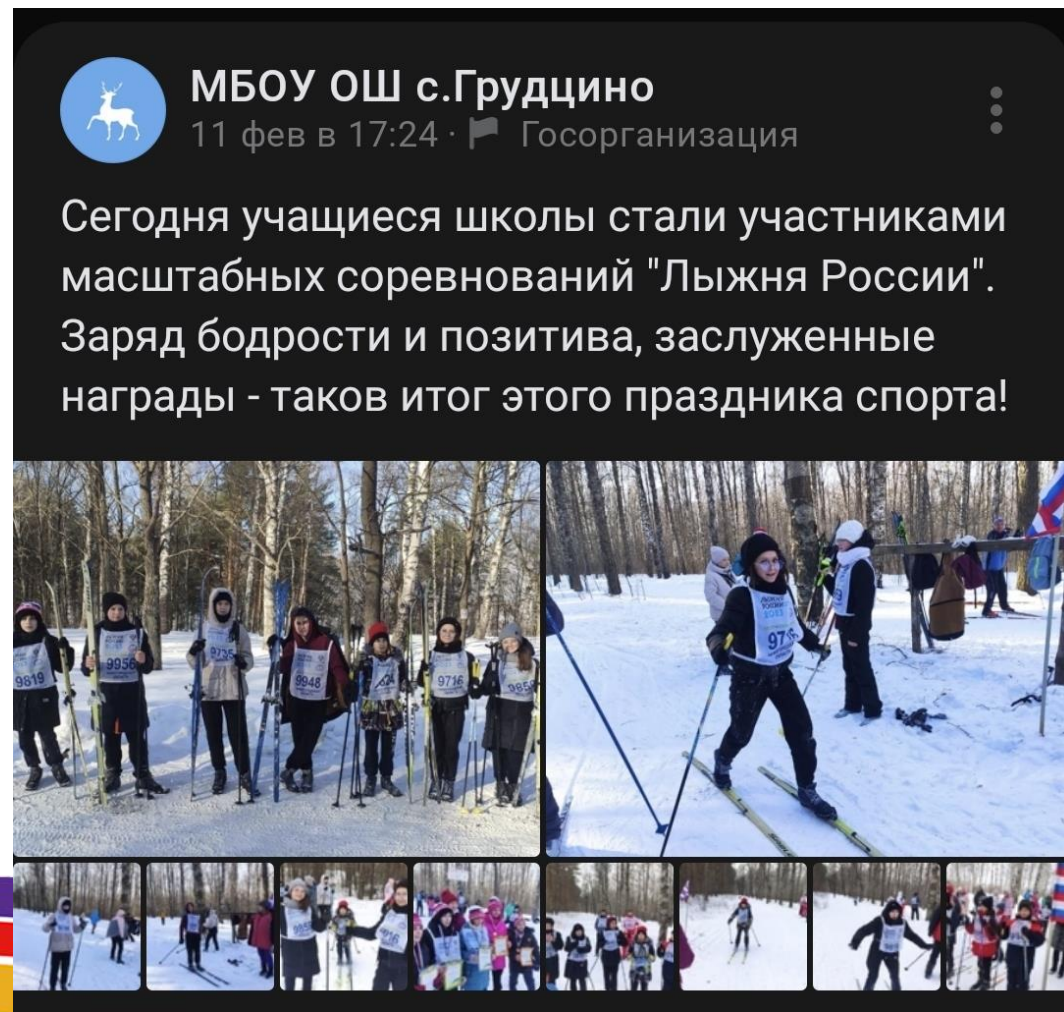 МБОУ ОШ с.Грудцино
11 фев в 17:24 · Госорганизация
Сегодня учащиеся школы стали участниками
масштабных соревнований "Лыжня России".
Заряд бодрости и позитива, заслуженные
награды - таков итог этого праздника спорта!
9819
9956
9735
9948
9716